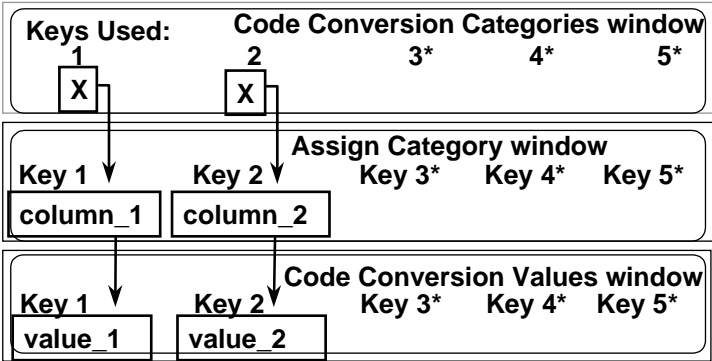 Keys Used: Code Conversion Categories window
1 2 3* 4* 5*
X X
Assign Category window
Key 1 Key 2 Key 3* Key 4* Key 5*
column_1 column_2
Code Conversion Values window
Key 1 Key 2 Key 3* Key 4* Key 5*
value_1 value_2